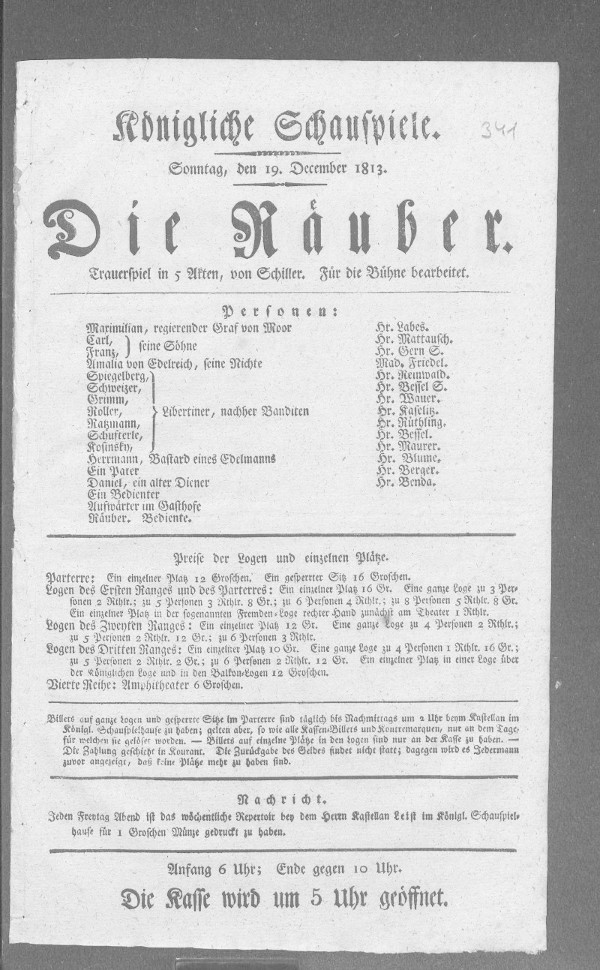 Königliche Schauspiele.
341
Sonntag, den 19. December 1813.
Die Räuber.
Trauerspiel in 5 Akten, von Schiller. Für die Bühne bearbeitet.
Personen:
Maximilian, regierender Graf von Moor Hr. Labes.
Carl, Hr. Mattausch.
Franz, } seine Söhne Hr. Gern S.
Amalia von Edelreich, seine Nichte Mad. Friedel.
Spiegelberg, Hr. Reinwald.
Schweizer, Hr. Bessel S.
Grimm, Hr. Wauer.
Roller, } Libertiner, nachher Banditen Hr. Kaselitz.
Razmann, Hr. Rüthling.
Schufterle, Hr. Bessel.
Kosinsky, Hr. Maurer.
Herrmann, Bastard eines Edelmanns Hr. Blume.
Ein Pater Hr. Berger.
Daniel, ein alter Diener Hr. Benda.
Ein Bedienter
Aufwärter im Gasthofe
Räuber. Bediente.
Preise der Logen und einzelnen Plätze.
Parterre: Ein einzelner Platz 12 Groschen. Ein gesperrter Sitz 16 Groschen.
Logen des Ersten Ranges und des Parterres: Ein einzelner Platz 16 Gr. Eine ganze Loge zu 3 Per-
sonen 2 Rthlr.; zu 5 Personen 3 Rthlr. 8 Gr.; zu 6 Personen 4 Rthlr.; zu 8 Personen 5 Rthlr. 8 Gr.
Ein einzelner Platz in der sogenannten Fremden-Loge rechter Hand zunächst am Theater 1 Rthlr.
Logen des Zweyten Ranges: Ein einzelner Platz 12 Gr. Eine ganze Loge zu 4 Personen 2 Rthlr.;
zu 5 Personen 2 Rthlr. 12 Gr.; zu 6 Personen 3 Rthlr.
Logen des Dritten Ranges: Ein einzelner Platz 10 Gr. Eine ganze Loge zu 4 Personen 1 Rthlr. 16 Gr.;
zu 5 Personen 2 Rthlr. 2 Gr.; zu 6 Personen 2 Rthlr. 12 Gr. Ein einzelner Platz in einer Loge über
der Königlichen Loge und in den Balkon-Logen 12 Groschen.
Vierte Reihe: Amphitheater 6 Groschen.
Billets auf ganze Logen und gesperrte Sitze im Parterre sind täglich bis Nachmittags um 2 Uhr beym Kastellan im
Königl. Schauspielhause zu haben; gelten aber, so wie alle Kassen-Billets und Kontremarquen, nur an dem Tage,
für welchen sie gelöset worden. — Billets auf einzelne Plätze in den Logen sind nur an der Kasse zu haben. —
Die Zahlung geschieht in Kourant. Die Zurückgabe des Geldes findet nicht statt; dagegen wird es Jedermann
zuvor angezeigt, daß keine Plätze mehr zu haben sind.
Nachricht.
Jeden Freytag Abend ist das wöchentliche Repertoir bey dem Herrn Kastellan Leist im Königl. Schauspiel-
hause für 1 Groschen Münze gedruckt zu haben.
Anfang 6 Uhr; Ende gegen 10 Uhr.
Die Kasse wird um 5 Uhr geöffnet.